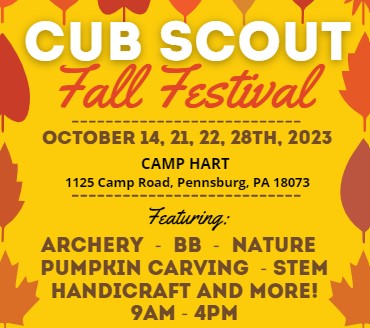 CUB SCOUT
Fall Festival
OCTOBER 14, 21, 22, 28TH, 2023
CAMP HART
1125 Camp Road, Pennsburg, PA 18073
Featuring:
ARCHERY - BB - NATURE
PUMPKIN CARVING - STEM
HANDICRAFT AND MORE!
9AM - 4PM